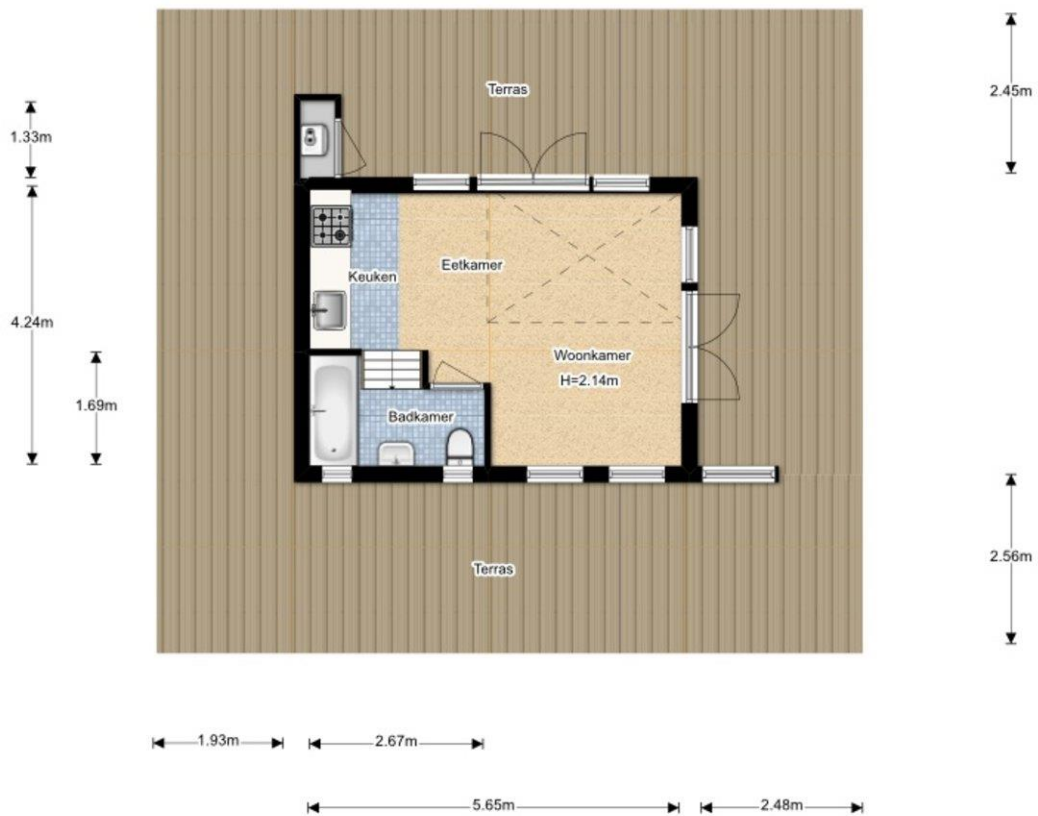 Terras
2.45m
1.33m
Keuken
Eetkamer
4.24m
Woonkamer
H=2.14m
1.69m
Badkamer
2.56m
Terras
1.93m
2.67m
5.65m
2.48m